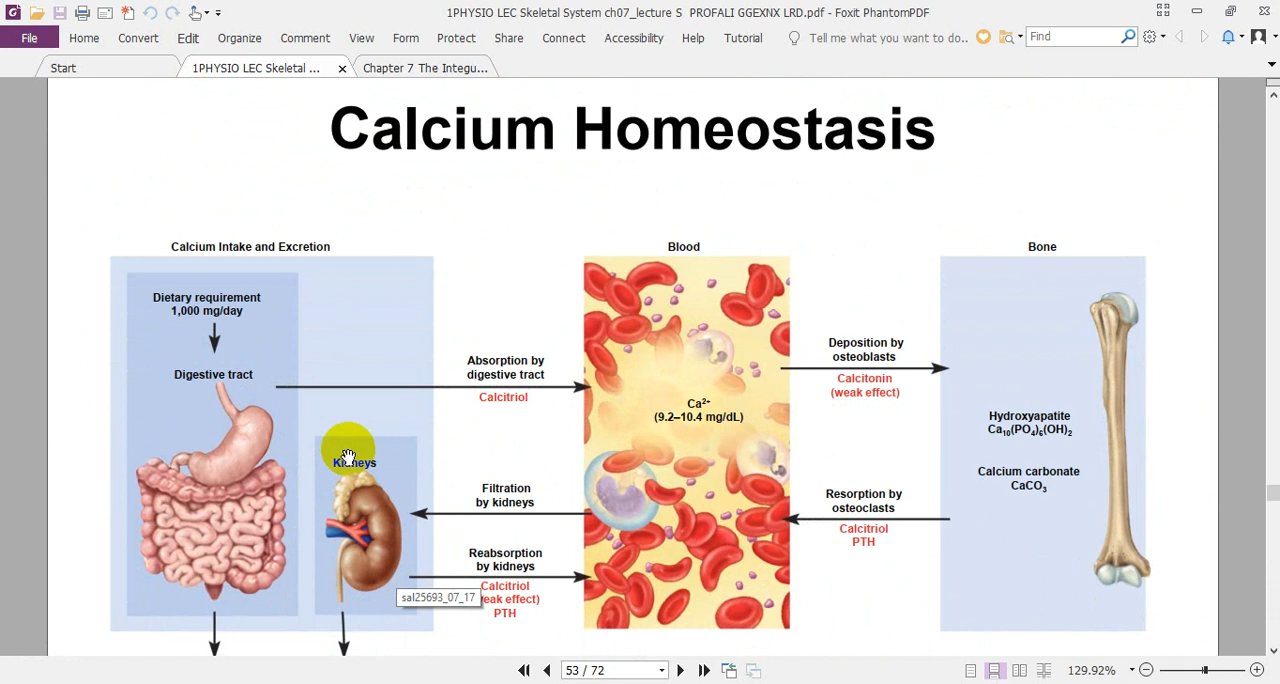 1PHYSIO LEC Skeletal System ch07_lecture S PROFALIGGEXNX LRD.pdf - Foxit PhantomPDF
File Home Convert Edit Organize Comment View Form Protect Share Connect Accessibility Help Tutorial Tell me what you want to do.. Find
Start 1PHYSIO LEC Skeletal ... Chapter 7 The Integu...
Calcium Homeostasis
Calcium Intake and Excretion
Blood
Bone
Dietary requirement
1,000 mg/day
Digestive tract
Kidneys
Absorption by
digestive tract
Calcitriol
Filtration
by kidneys
Reabsorption
by kidneys
Calcitriol
weak effect)
PTH
sal25693_07_17
Ca²⁺
(9.2–10.4 mg/dL)
Deposition by
osteoblasts
Calcitonin
(weak effect)
Resorption by
osteoclasts
Calcitriol
PTH
Hydroxyapatite
Ca₁₀(PO₄)₆(OH)₂
Calcium carbonate
CaCO₃
53 / 72
129.92%